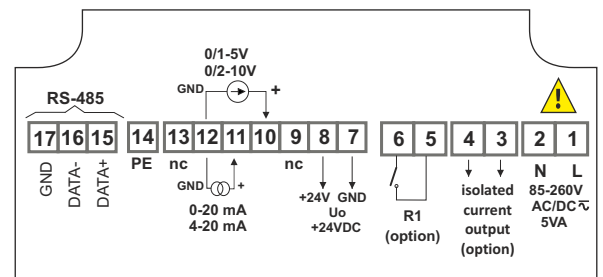 0/1-5V
0/2-10V
GND +
RS-485
17 16 15 14 13 12 11 10 9 8 7 6 5 4 3 2 1
GND DATA- DATA+ PE nc nc N L
GND +
0-20 mA
4-20 mA
+24V GND
Uo
+24VDC
R1
(option)
isolated
current
output
(option)
85-260V
AC/DC
5VA